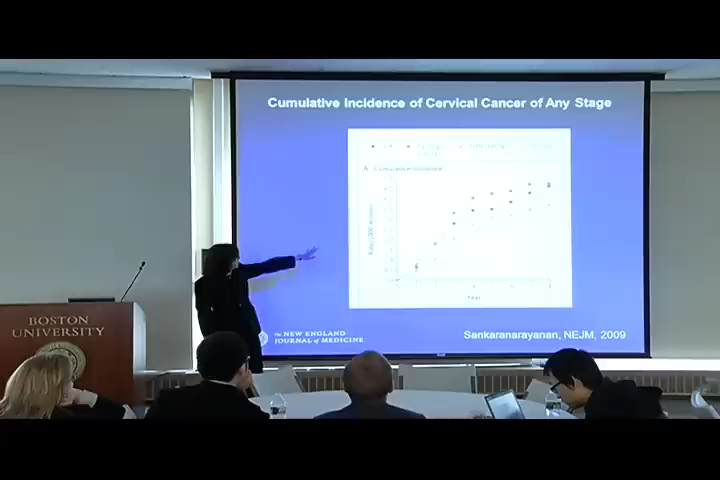 Cumulative Incidence of Cervical Cancer of Any Stage
A Cumulative Incidence
Year
the NEW ENGLAND
JOURNAL of MEDICINE
Sankaranarayanan, NEJM, 2009
BOSTON
UNIVERSITY